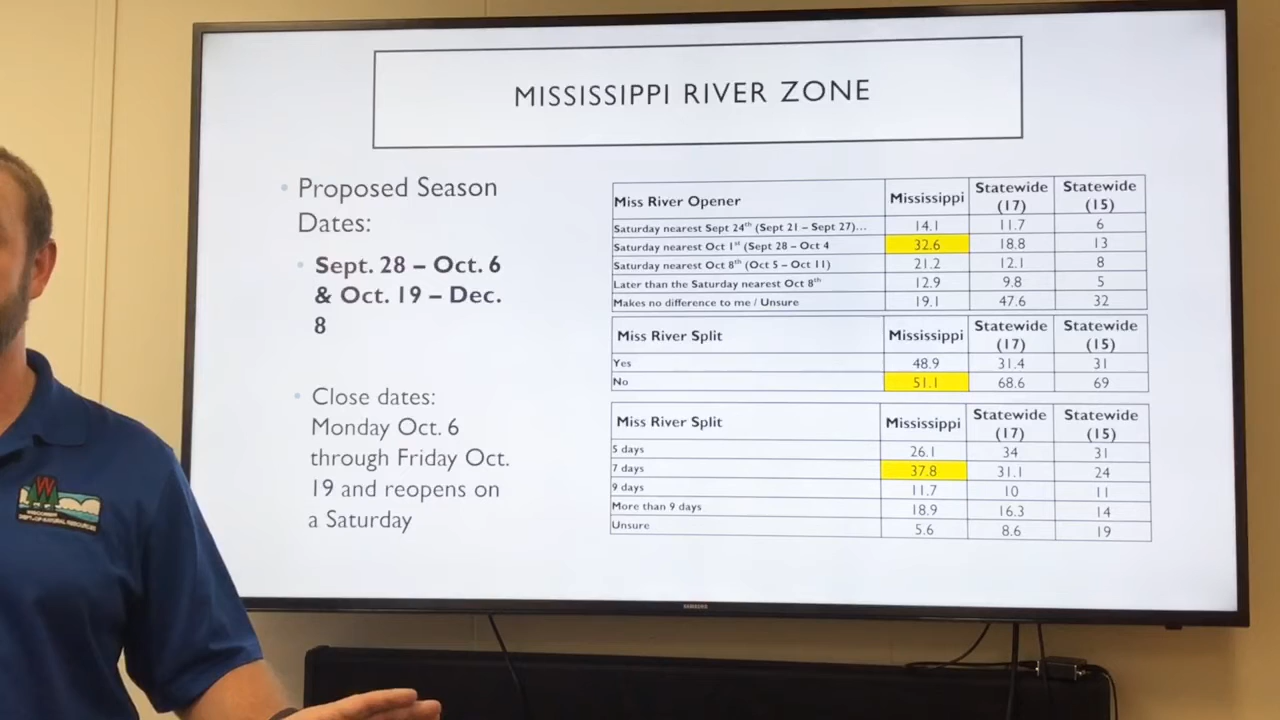 MISSISSIPPI RIVER ZONE
• Proposed Season
Dates:
• Sept. 28 – Oct. 6
& Oct. 19 – Dec.
8
• Close dates:
Monday Oct. 6
through Friday Oct.
19 and reopens on
a Saturday
Miss River Opener Mississippi Statewide (17) Statewide (15)
Saturday nearest Sept 24th (Sept 21 – Sept 27)... 14.1 11.7 6
Saturday nearest Oct 1st (Sept 28 – Oct 4 32.6 18.8 13
Saturday nearest Oct 8th (Oct 5 – Oct 11) 21.2 12.1 8
Later than the Saturday nearest Oct 8th 12.9 9.8 5
Makes no difference to me / Unsure 19.1 47.6 32
Miss River Split Mississippi Statewide (17) Statewide (15)
Yes 48.9 31.4 31
No 51.1 68.6 69
Miss River Split Mississippi Statewide (17) Statewide (15)
5 days 26.1 34 31
7 days 37.8 31.1 24
9 days 11.7 10 11
More than 9 days 18.9 16.3 14
Unsure 5.6 8.6 19
SAMSUNG
W
WISCONSIN
DEPT. OF NATURAL RESOURCES